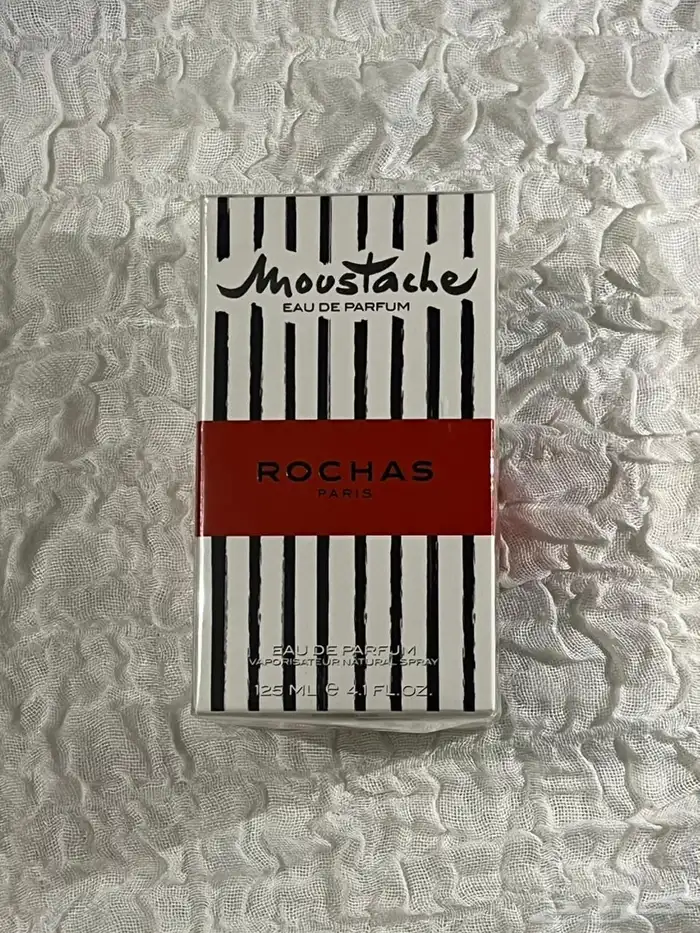 Moustache
EAU DE PARFUM
ROCHAS
PARIS
EAU DE PARFUM
VAPORISATEUR NATURAL SPRAY
125 ML e 4.1 FL.OZ.